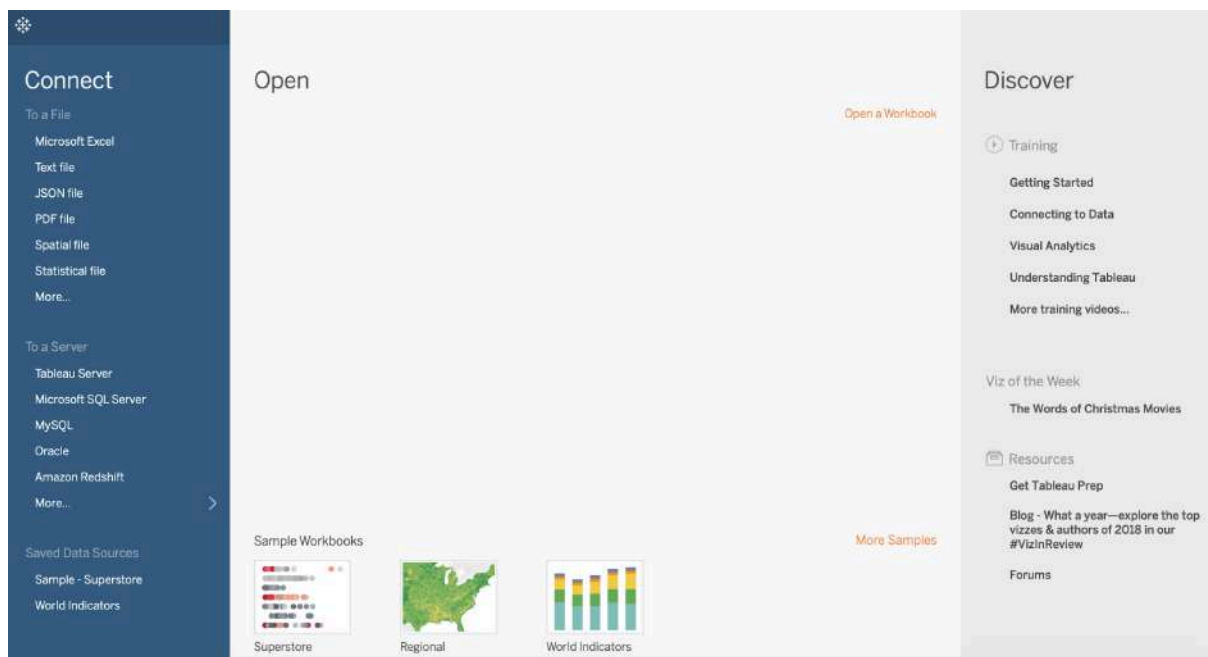 Connect
To a File
Microsoft Excel
Text file
JSON file
PDF file
Spatial file
Statistical file
More...
To a Server
Tableau Server
Microsoft SQL Server
MySQL
Oracle
Amazon Redshift
More...
Saved Data Sources
Sample - Superstore
World Indicators
Open
Open a Workbook
Sample Workbooks
More Samples
Superstore
Regional
World Indicators
Discover
Training
Getting Started
Connecting to Data
Visual Analytics
Understanding Tableau
More training videos...
Viz of the Week
The Words of Christmas Movies
Resources
Get Tableau Prep
Blog - What a year—explore the top
vizzes & authors of 2018 in our
#VizInReview
Forums